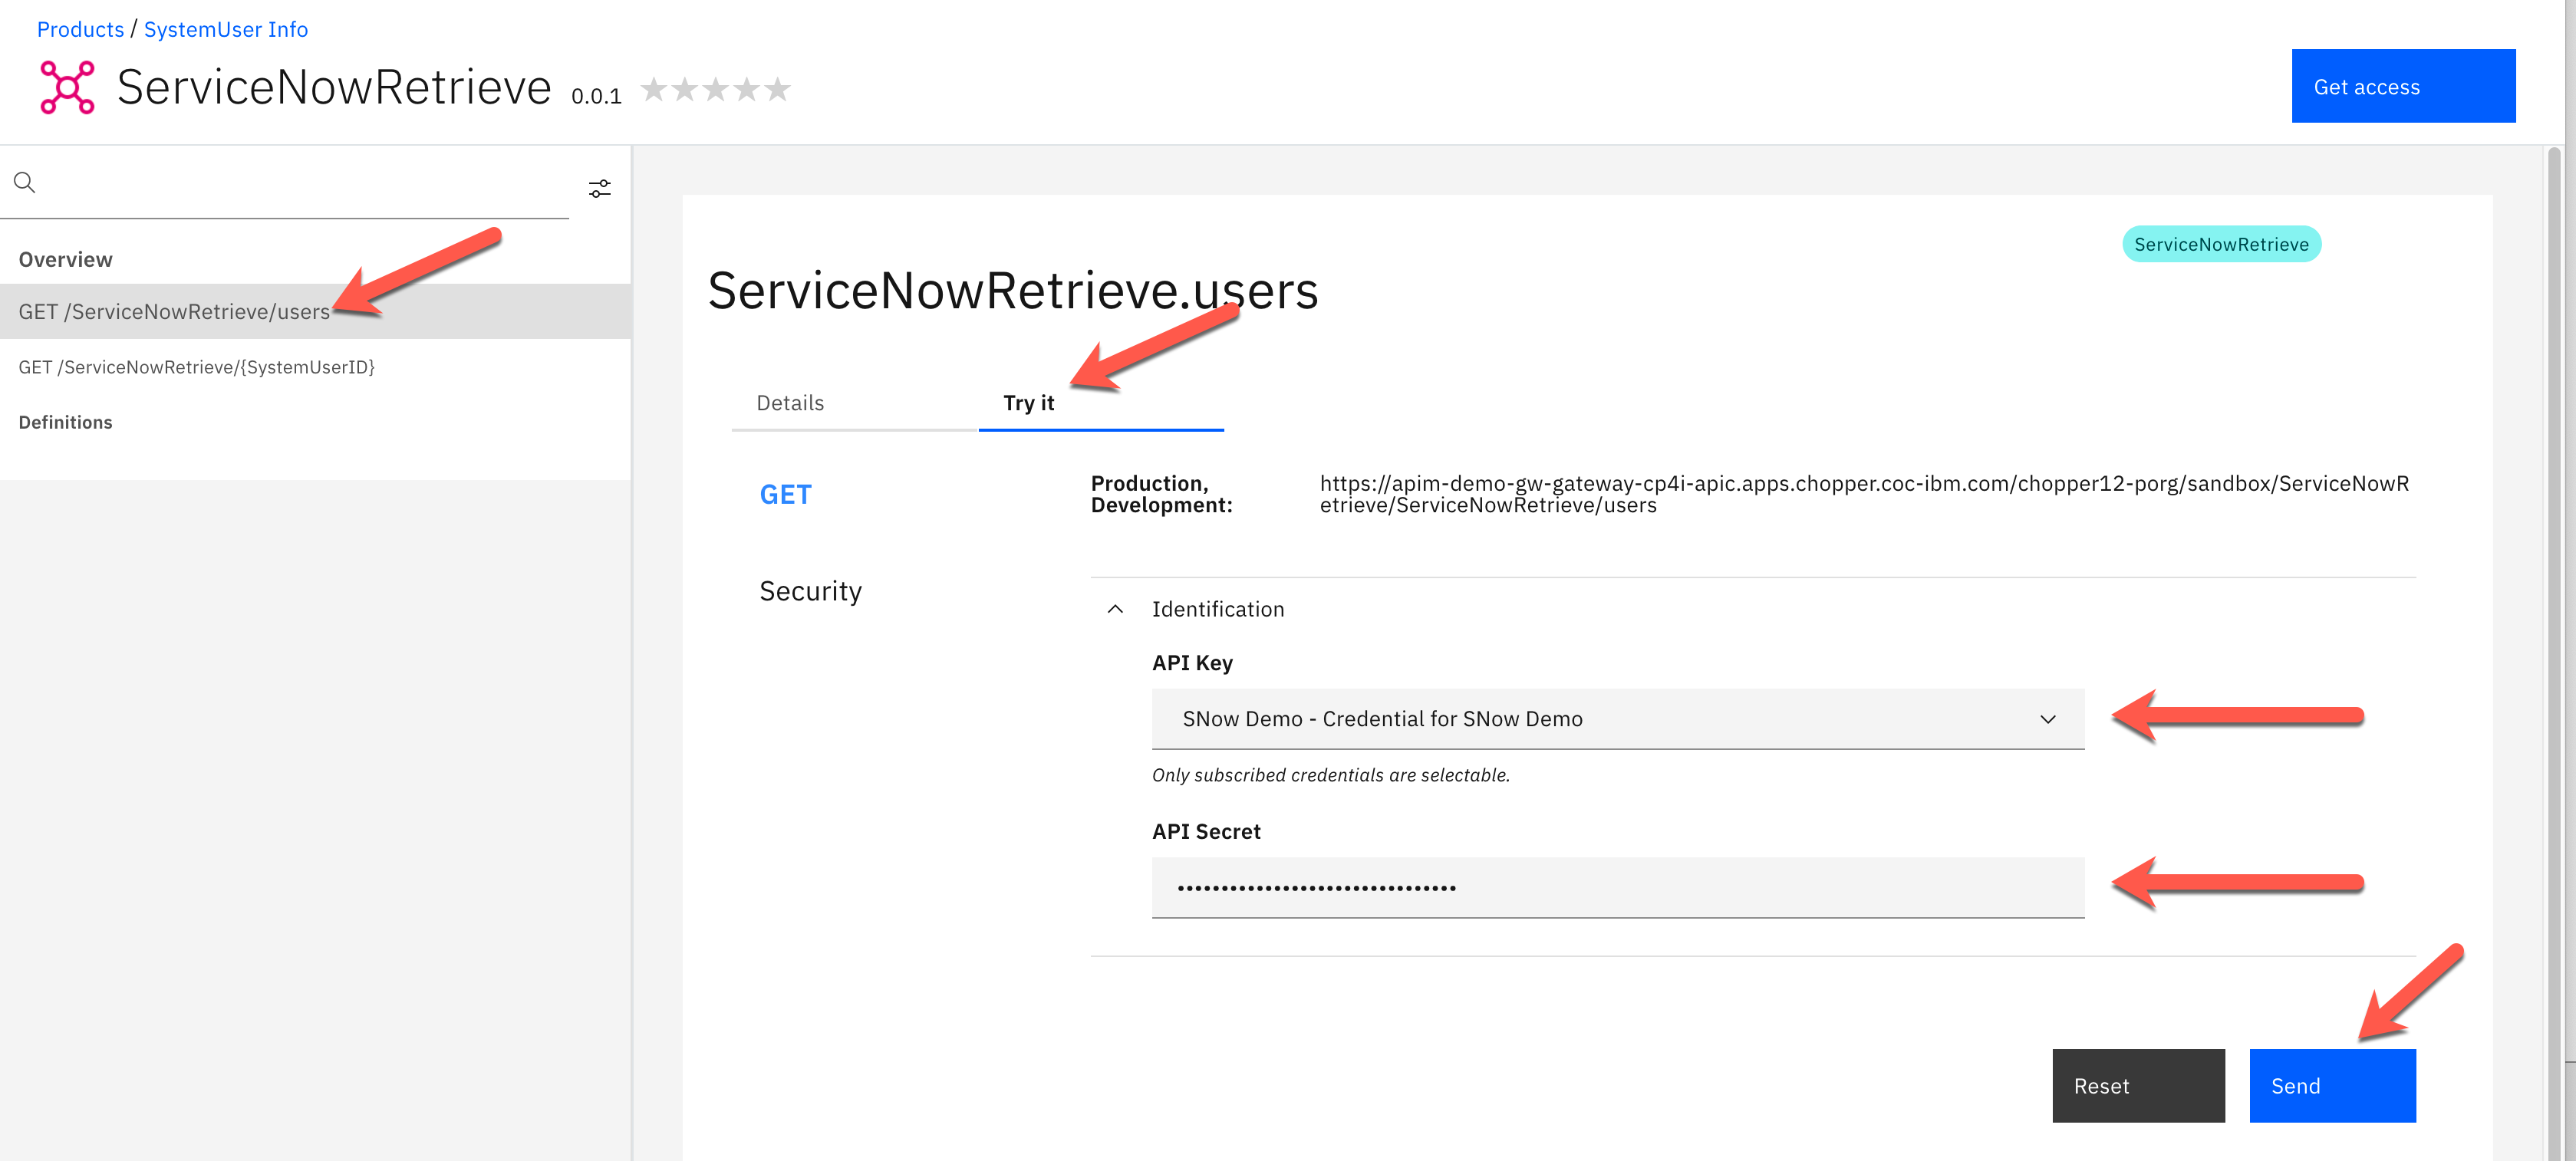 Products / SystemUser Info
ServiceNowRetrieve 0.0.1
Get access
Overview
GET /ServiceNowRetrieve/users
GET /ServiceNowRetrieve/{SystemUserID}
Definitions
ServiceNowRetrieve
ServiceNowRetrieve.users
Details
Try it
GET
Production, Development:
https://apim-demo-gw-gateway-cp4i-apic.apps.chopper.coc-ibm.com/chopper12-porg/sandbox/ServiceNowR
etrieve/ServiceNowRetrieve/users
Security
Identification
API Key
SNow Demo - Credential for SNow Demo
Only subscribed credentials are selectable.
API Secret
••••••••••••••••••••••••••••••••
Reset
Send